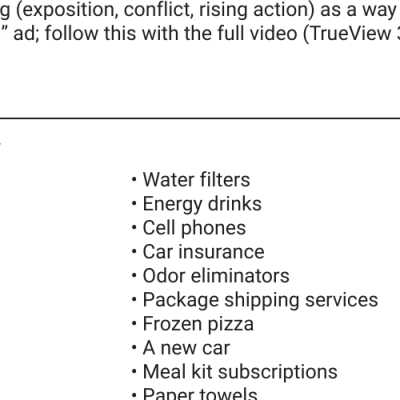 g (exposition, conflict, rising action) as a way
” ad; follow this with the full video (TrueView 3
• Water filters
• Energy drinks
• Cell phones
• Car insurance
• Odor eliminators
• Package shipping services
• Frozen pizza
• A new car
• Meal kit subscriptions
• Paper towels